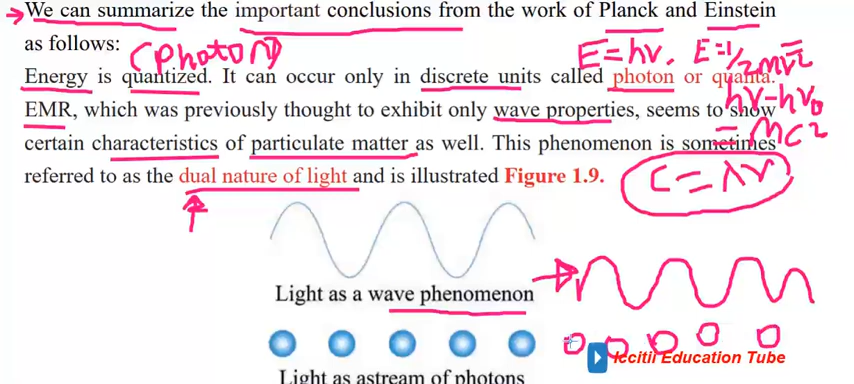 We can summarize the important conclusions from the work of Planck and Einstein
as follows:
(photon)
E=hν. E=1/2mv̅2
Energy is quantized. It can occur only in discrete units called photon or quanta.
hν-hν0
EMR, which was previously thought to exhibit only wave properties, seems to show
=mc2
certain characteristics of particulate matter as well. This phenomenon is sometimes
referred to as the dual nature of light and is illustrated Figure 1.9.
C=λν
Light as a wave phenomenon
Iccitii Education Tube
Light as astream of photons